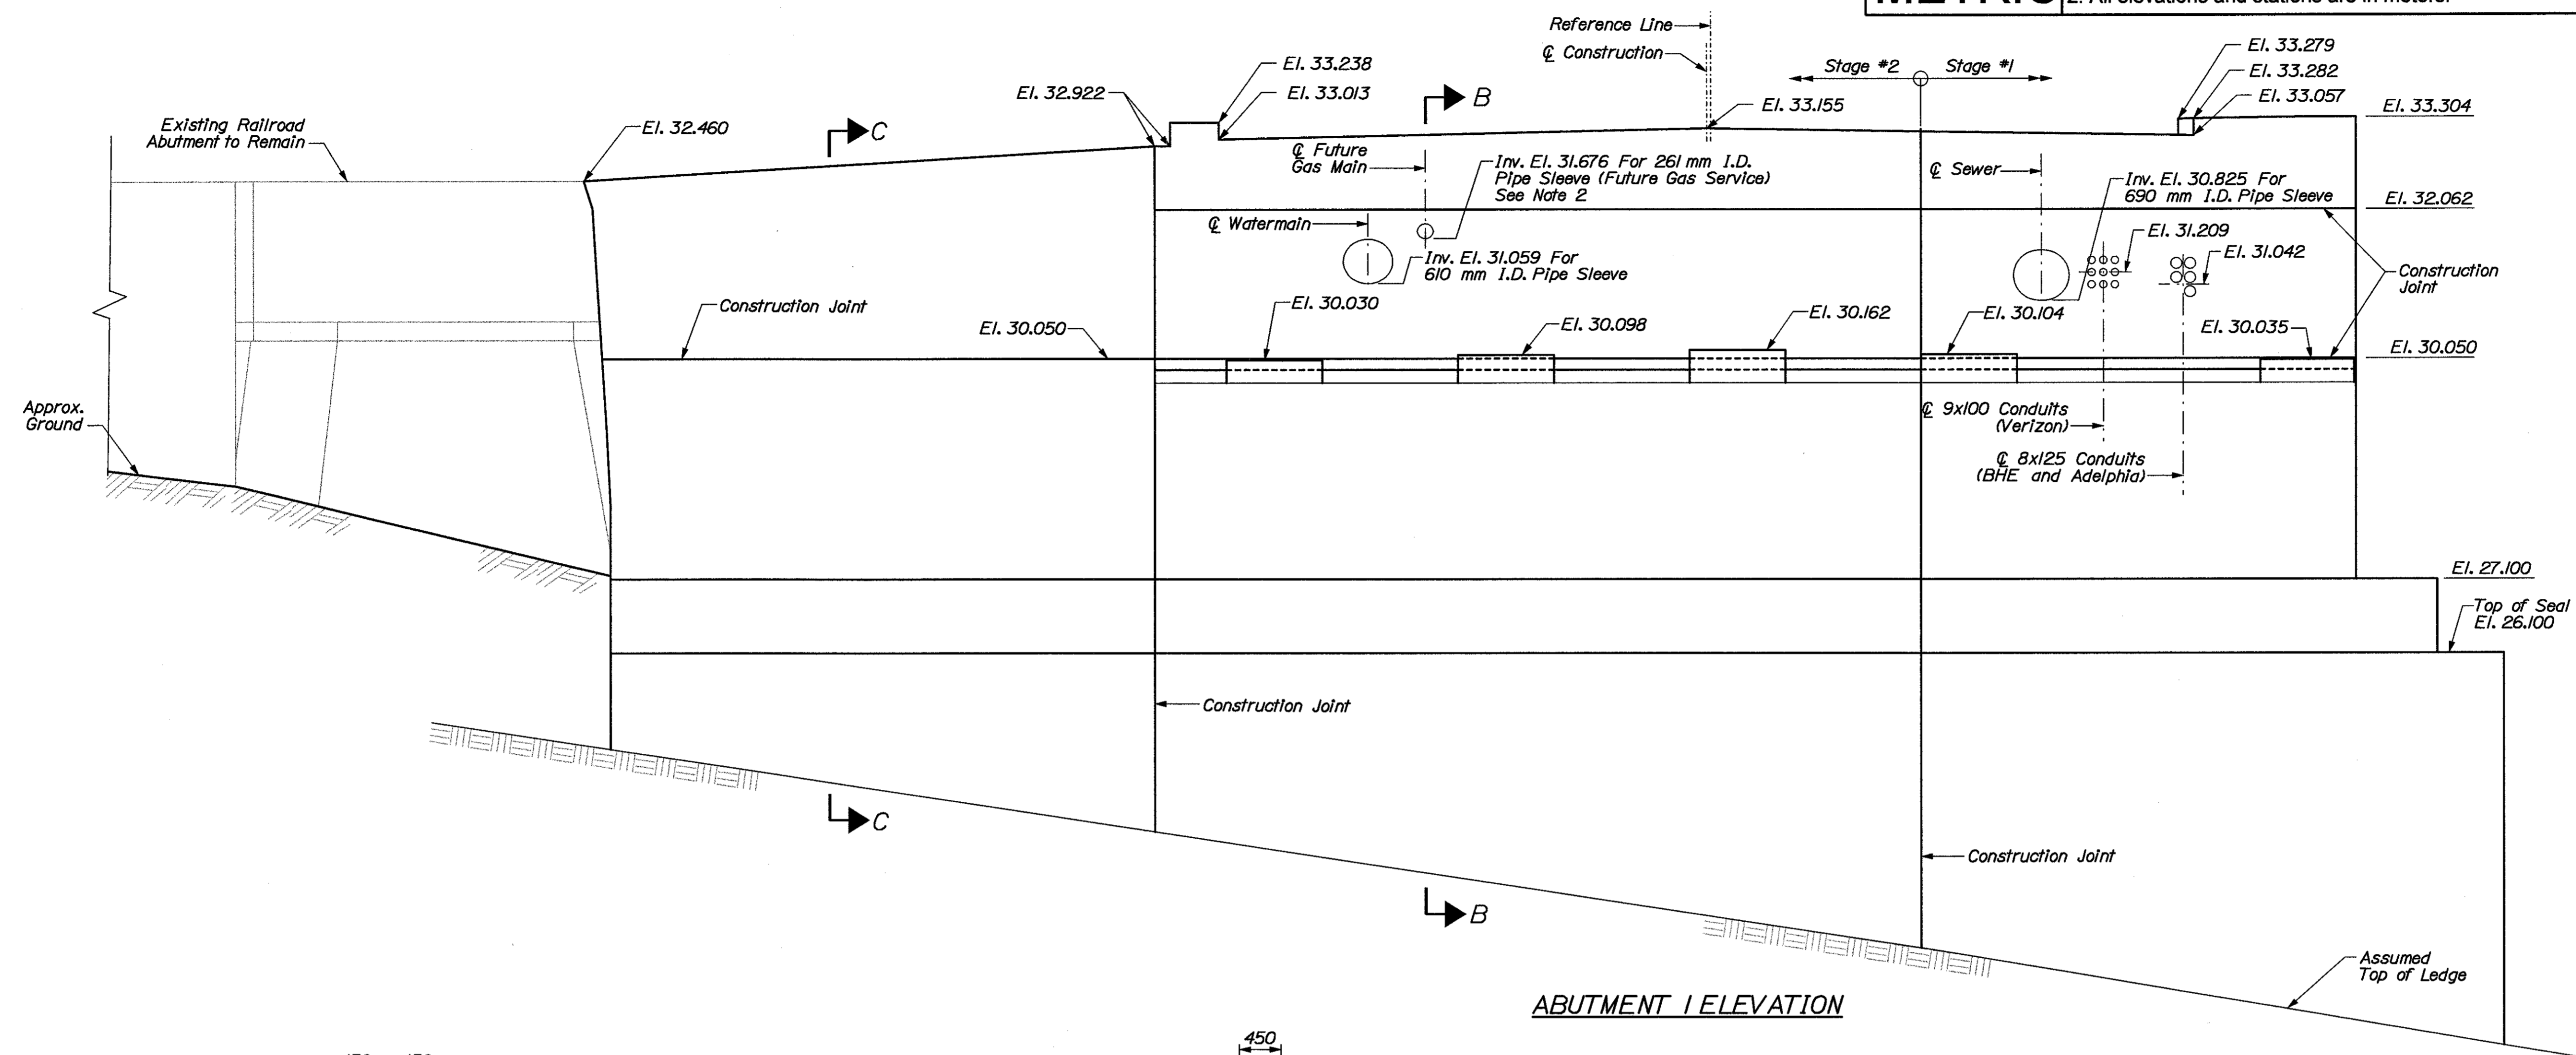 METRIC
2. All elevations and stations are in meters.
Reference Line
℄ Construction
Stage #2
Stage #1
El. 33.279
El. 33.282
El. 33.057
El. 33.304
El. 33.238
El. 33.013
El. 32.922
B
El. 33.155
Existing Railroad
Abutment to Remain
El. 32.460
C
℄ Future
Gas Main
Inv. El. 31.676 For 261 mm I.D.
Pipe Sleeve (Future Gas Service)
See Note 2
℄ Sewer
Inv. El. 30.825 For
690 mm I.D. Pipe Sleeve
El. 32.062
℄ Watermain
El. 31.209
El. 31.042
Inv. El. 31.059 For
610 mm I.D. Pipe Sleeve
Construction
Joint
Construction Joint
El. 30.050
El. 30.030
El. 30.098
El. 30.162
El. 30.104
El. 30.035
El. 30.050
Approx.
Ground
℄ 9x100 Conduits
(Verizon)
℄ 8x125 Conduits
(BHE and Adelphia)
El. 27.100
Top of Seal
El. 26.100
Construction Joint
C
Construction Joint
B
Assumed
Top of Ledge
ABUTMENT 1 ELEVATION
450